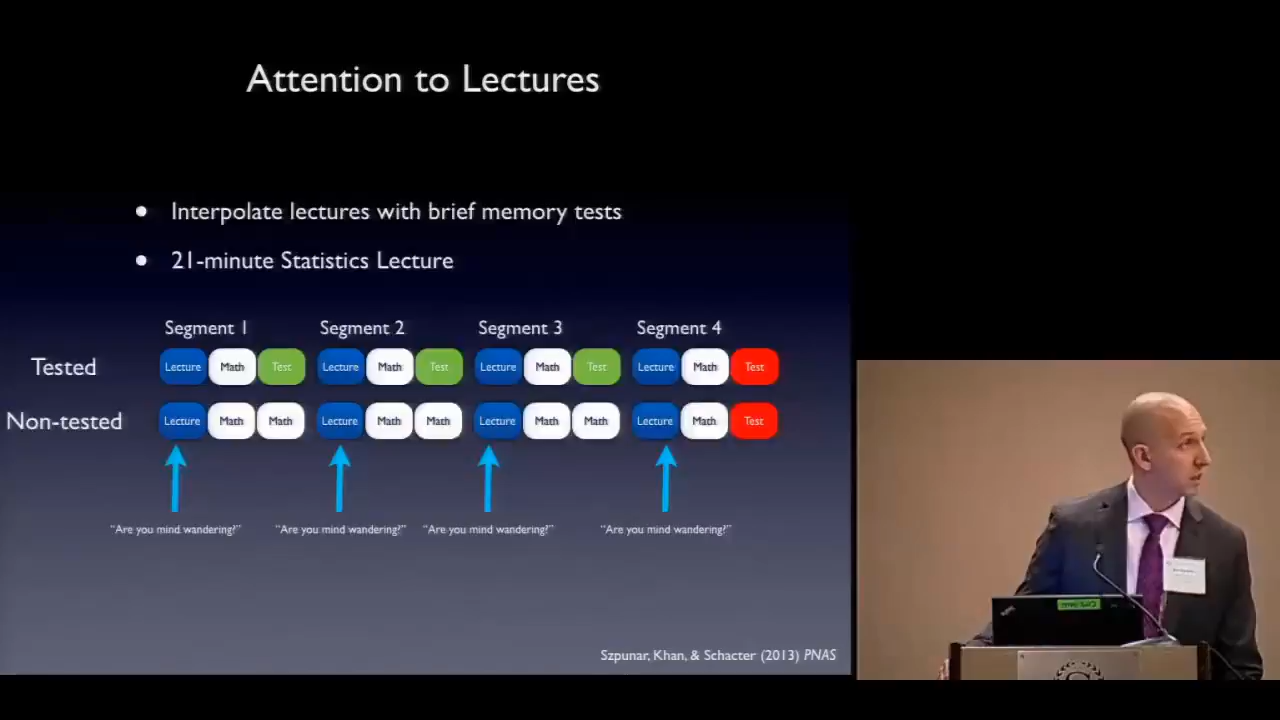 Attention to Lectures
• Interpolate lectures with brief memory tests
• 21-minute Statistics Lecture
Segment 1 Segment 2 Segment 3 Segment 4
Tested Lecture Math Test Lecture Math Test Lecture Math Test Lecture Math Test
Non-tested Lecture Math Math Lecture Math Math Lecture Math Math Lecture Math Test
"Are you mind wandering?" "Are you mind wandering?" "Are you mind wandering?" "Are you mind wandering?"
Szpunar, Khan, & Schacter (2013) PNAS